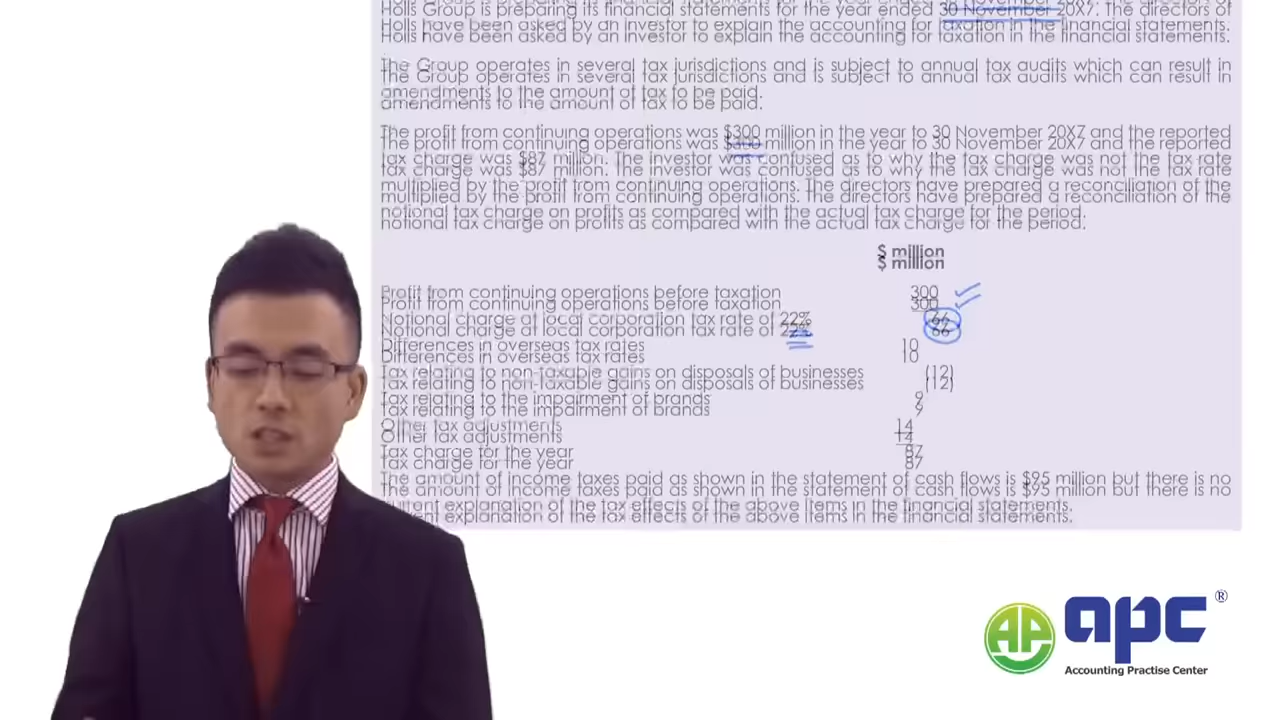 Holls Group is preparing its financial statements for the year ended 30 November 20X7. The directors of
Holls have been asked by an investor to explain the accounting for taxation in the financial statements.
The Group operates in several tax jurisdictions and is subject to annual tax audits which can result in
amendments to the amount of tax to be paid.
The profit from continuing operations was $300 million in the year to 30 November 20X7 and the reported
tax charge was $87 million. The investor was confused as to why the tax charge was not the tax rate
multiplied by the profit from continuing operations. The directors have prepared a reconciliation of the
notional tax charge on profits as compared with the actual tax charge for the period.
$ million
Profit from continuing operations before taxation 300
Notional charge at local corporation tax rate of 22% 66
Differences in overseas tax rates 10
Tax relating to non-taxable gains on disposals of businesses (12)
Tax relating to the impairment of brands 9
Other tax adjustments 14
Tax charge for the year 87
The amount of income taxes paid as shown in the statement of cash flows is $95 million but there is no
current explanation of the tax effects of the above items in the financial statements.
AP apc ®
Accounting Practise Center